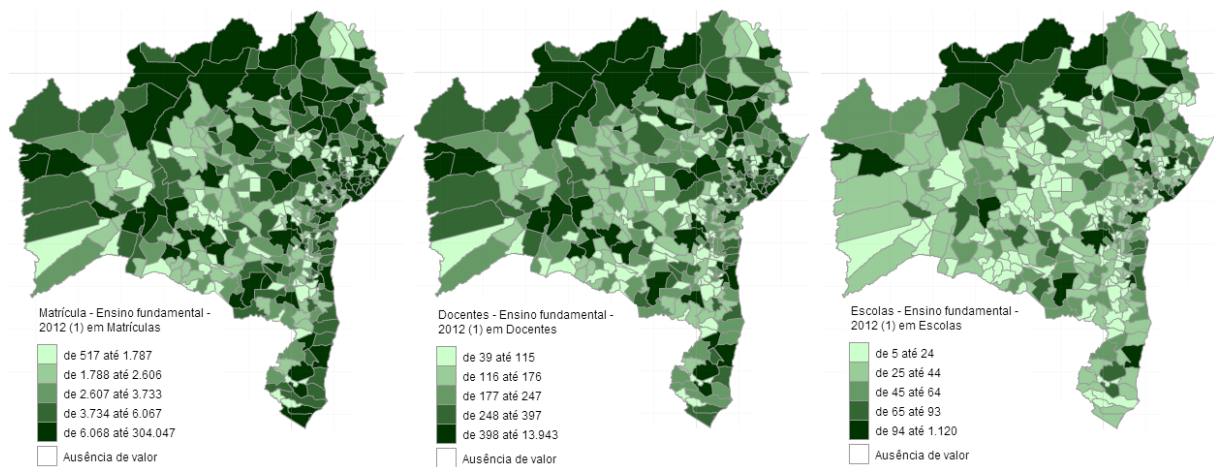 Matrícula - Ensino fundamental -
2012 (1) em Matrículas
de 517 até 1.787
de 1.788 até 2.606
de 2.607 até 3.733
de 3.734 até 6.067
de 6.068 até 304.047
Ausência de valor
Docentes - Ensino fundamental -
2012 (1) em Docentes
de 39 até 115
de 116 até 176
de 177 até 247
de 248 até 397
de 398 até 13.943
Ausência de valor
Escolas - Ensino fundamental -
2012 (1) em Escolas
de 5 até 24
de 25 até 44
de 45 até 64
de 65 até 93
de 94 até 1.120
Ausência de valor